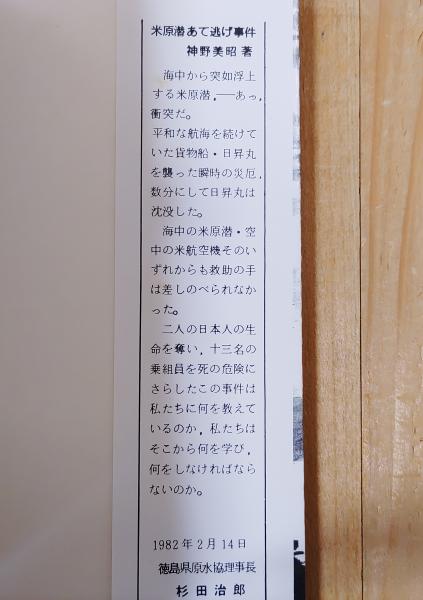 米原潜あて逃げ事件
神野美昭著
海中から突如浮上
する米原潜，──あっ，
衝突だ。
平和な航海を続けて
いた貨物船・日昇丸
を襲った瞬時の災厄，
数分にして日昇丸は
沈没した。
海中の米原潜・空
中の米航空機そのい
ずれからも救助の手
は差しのべられなか
った。
二人の日本人の生
命を奪い，十三名の
乗組員を死の危険に
さらしたこの事件は
私たちに何を教えて
いるのか，私たちは
そこから何を学び，
何をしなければなら
ないのか。
1982年2月14日
徳島県原水協理事長
杉田治郎